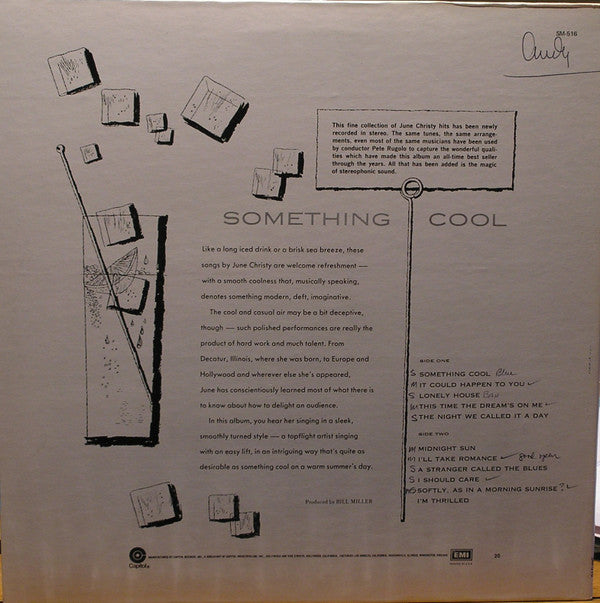 SM-516
Andy
This fine collection of June Christy hits has been newly
recorded in stereo. The same tunes, the same arrange-
ments, even most of the same musicians have been used
by conductor Pete Rugolo to capture the wonderful quali-
ties which have made this album an all-time best seller
through the years. All that has been added is the magic
of stereophonic sound.
SOMETHING COOL
Like a long iced drink or a brisk sea breeze, these
songs by June Christy are welcome refreshment —
with a smooth coolness that, musically speaking,
denotes something modern, deft, imaginative.
The cool and casual air may be a bit deceptive,
though — such polished performances are really the
product of hard work and much talent. From
Decatur, Illinois, where she was born, to Europe and
Hollywood and wherever else she's appeared,
June has conscientiously learned most of what there is
to know about how to delight an audience.
In this album, you hear her singing in a sleek,
smoothly turned style — a topflight artist singing
with an easy lift, in an intriguing way that's quite as
desirable as something cool on a warm summer's day.
Produced by BILL MILLER
SIDE ONE
S SOMETHING COOL Blue
M IT COULD HAPPEN TO YOU ✓
S LONELY HOUSE
M THIS TIME THE DREAM'S ON ME ✓
S THE NIGHT WE CALLED IT A DAY
SIDE TWO
M MIDNIGHT SUN
M I'LL TAKE ROMANCE ✓ good
S A STRANGER CALLED THE BLUES
S I SHOULD CARE ✓
SOFTLY, AS IN A MORNING SUNRISE ? ✓
I'M THRILLED
Capitol
EMI
20